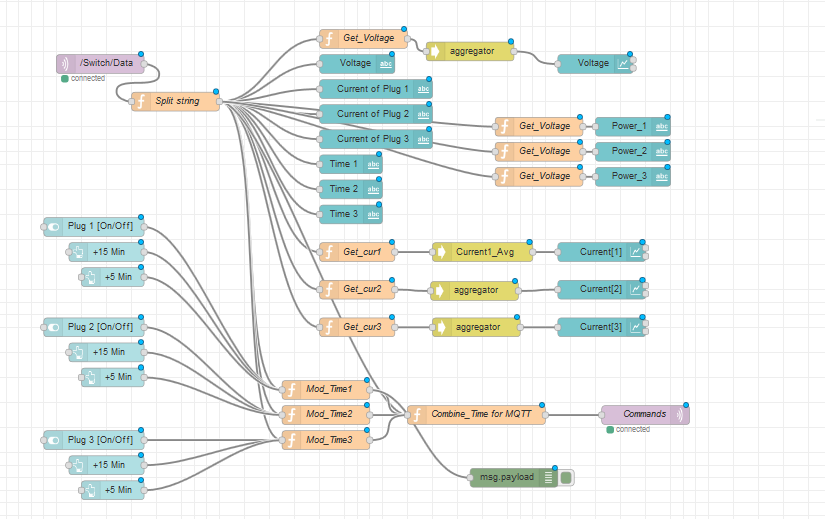 Get_Voltage
aggregator
/Switch/Data
Voltage
abc
Voltage
connected
Split string
Current of Plug 1
abc
Current of Plug 2
abc
Get_Voltage
Power_1
abc
Current of Plug 3
abc
Get_Voltage
Power_2
abc
Time 1
abc
Get_Voltage
Power_3
abc
Time 2
abc
Time 3
abc
Plug 1 [On/Off]
+15 Min
Get_cur1
Current1_Avg
Current[1]
+5 Min
Get_cur2
aggregator
Current[2]
Plug 2 [On/Off]
Get_cur3
aggregator
Current[3]
+15 Min
+5 Min
Mod_Time1
Mod_Time2
Combine_Time for MQTT
Commands
connected
Plug 3 [On/Off]
Mod_Time3
+15 Min
msg.payload
+5 Min